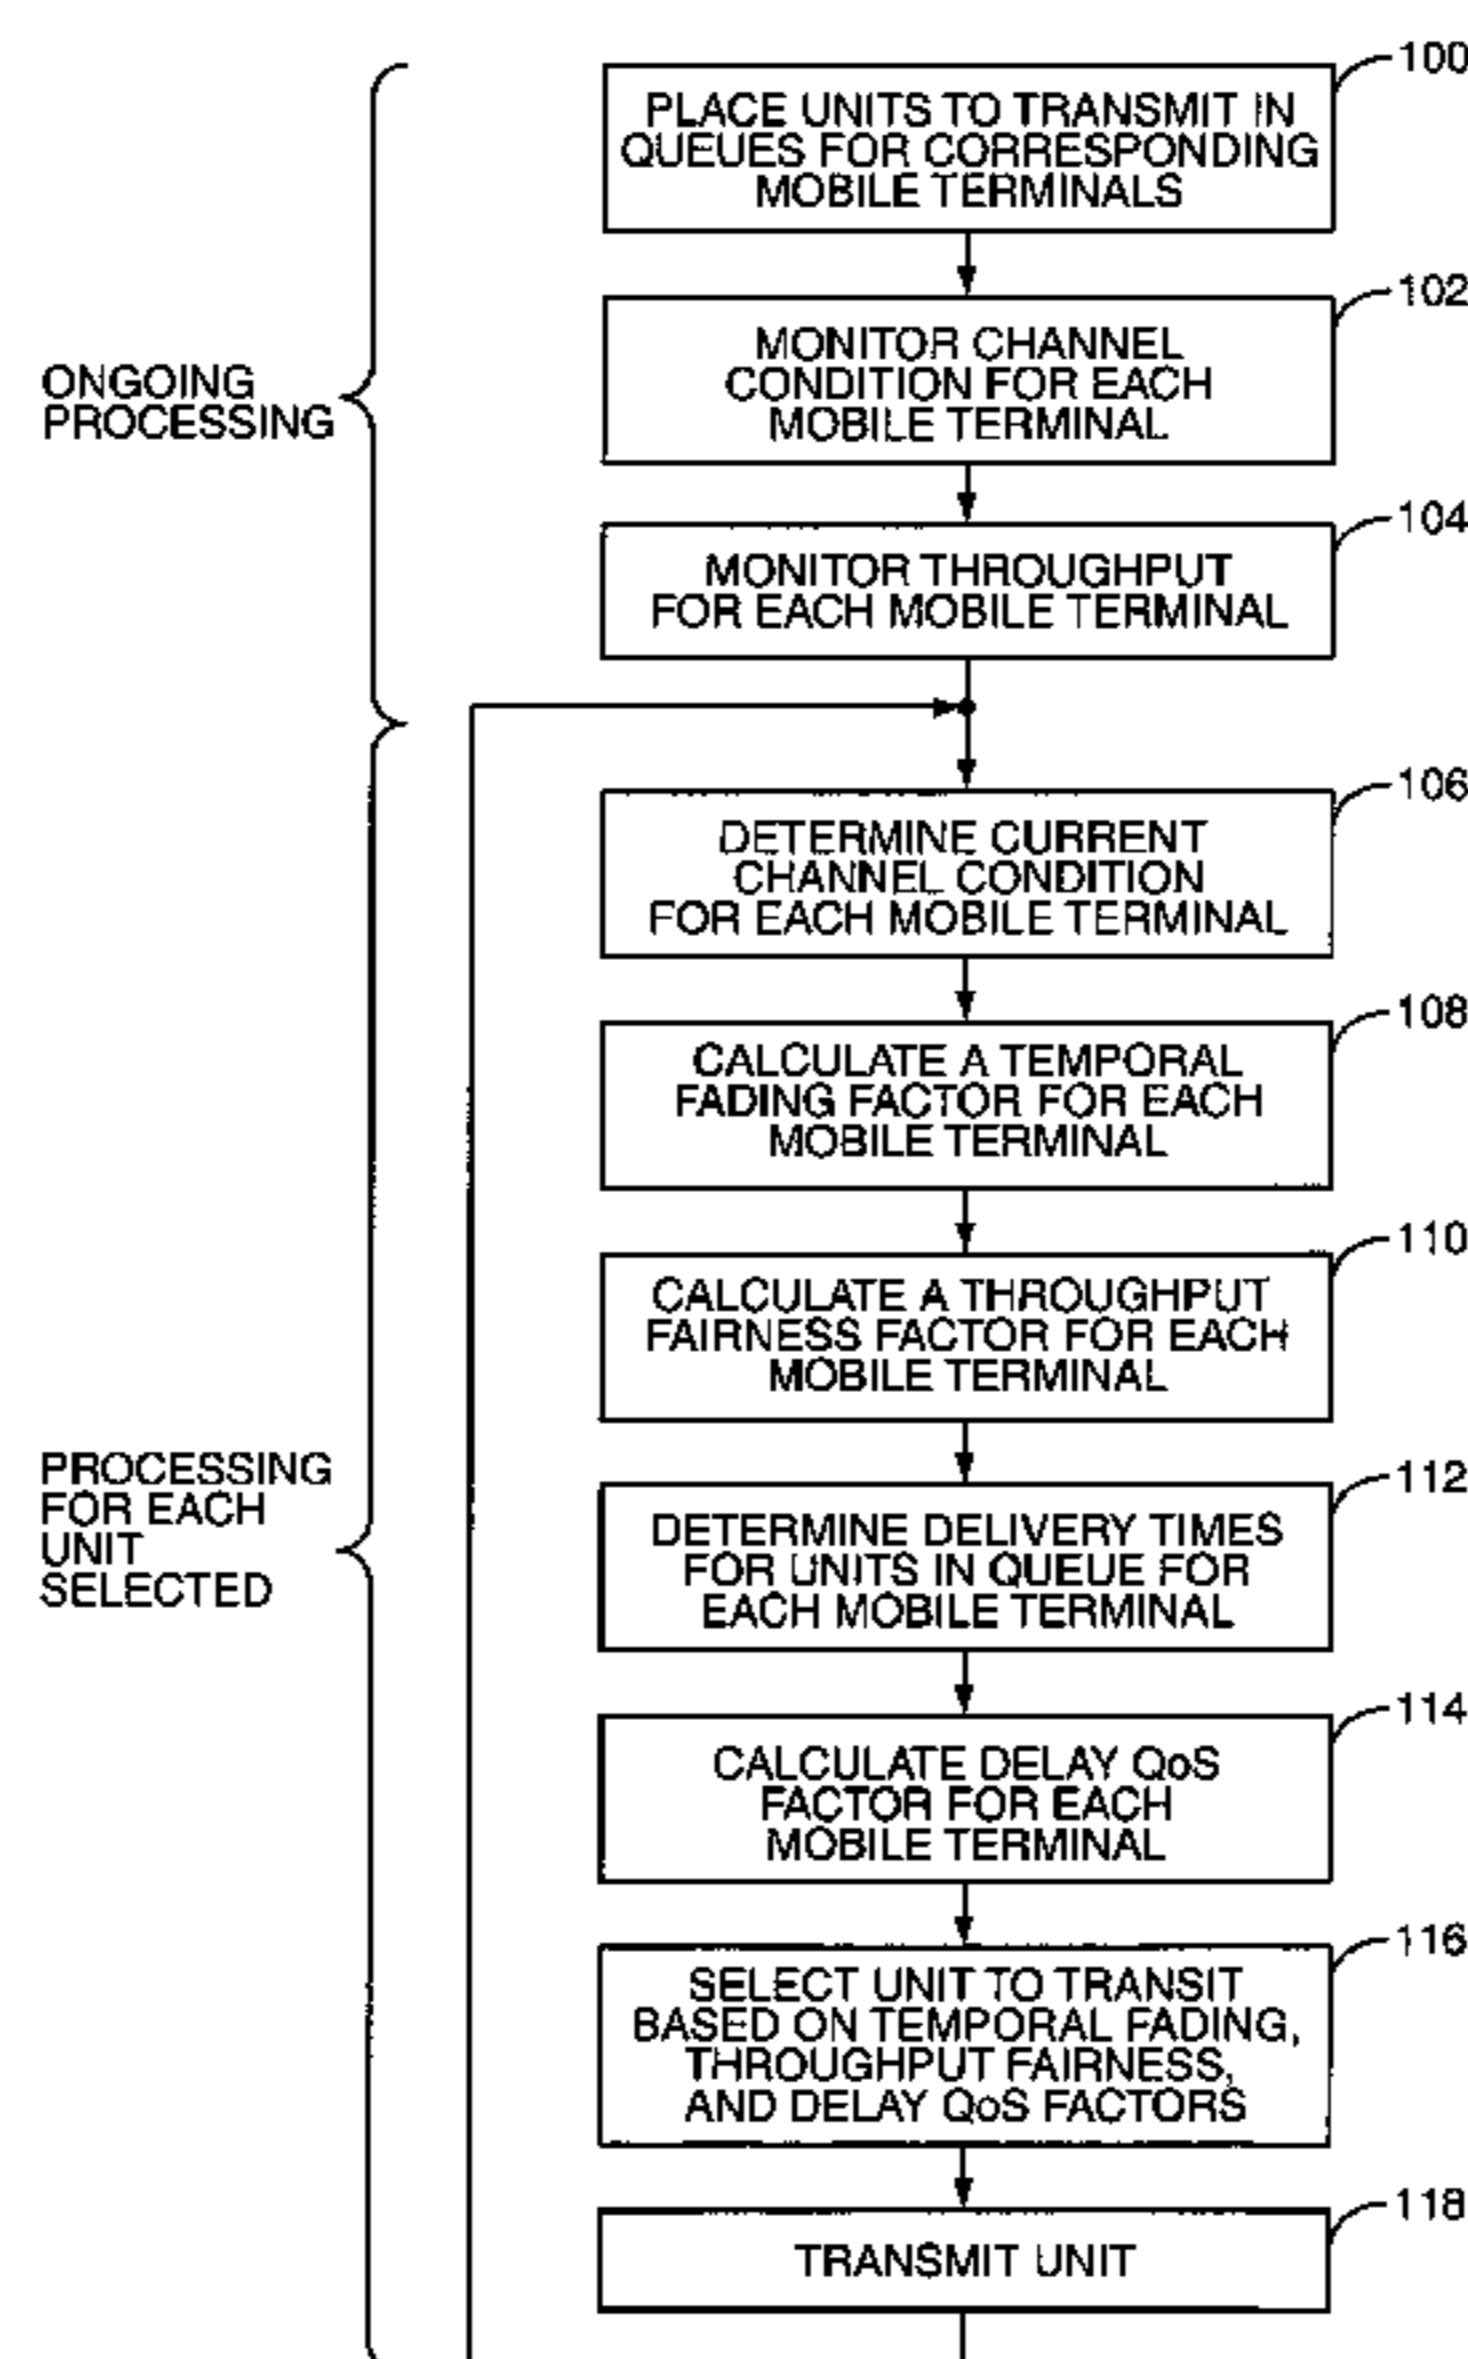 100
PLACE UNITS TO TRANSMIT IN
QUEUES FOR CORRESPONDING
MOBILE TERMINALS
102
MONITOR CHANNEL
CONDITION FOR EACH
MOBILE TERMINAL
ONGOING
PROCESSING
104
MONITOR THROUGHPUT
FOR EACH MOBILE TERMINAL
106
DETERMINE CURRENT
CHANNEL CONDITION
FOR EACH MOBILE TERMINAL
108
CALCULATE A TEMPORAL
FADING FACTOR FOR EACH
MOBILE TERMINAL
110
CALCULATE A THROUGHPUT
FAIRNESS FACTOR FOR EACH
MOBILE TERMINAL
PROCESSING
FOR EACH
UNIT
SELECTED
112
DETERMINE DELIVERY TIMES
FOR UNITS IN QUEUE FOR
EACH MOBILE TERMINAL
114
CALCULATE DELAY QoS
FACTOR FOR EACH
MOBILE TERMINAL
116
SELECT UNIT TO TRANSIT
BASED ON TEMPORAL FADING,
THROUGHPUT FAIRNESS,
AND DELAY QoS FACTORS
118
TRANSMIT UNIT